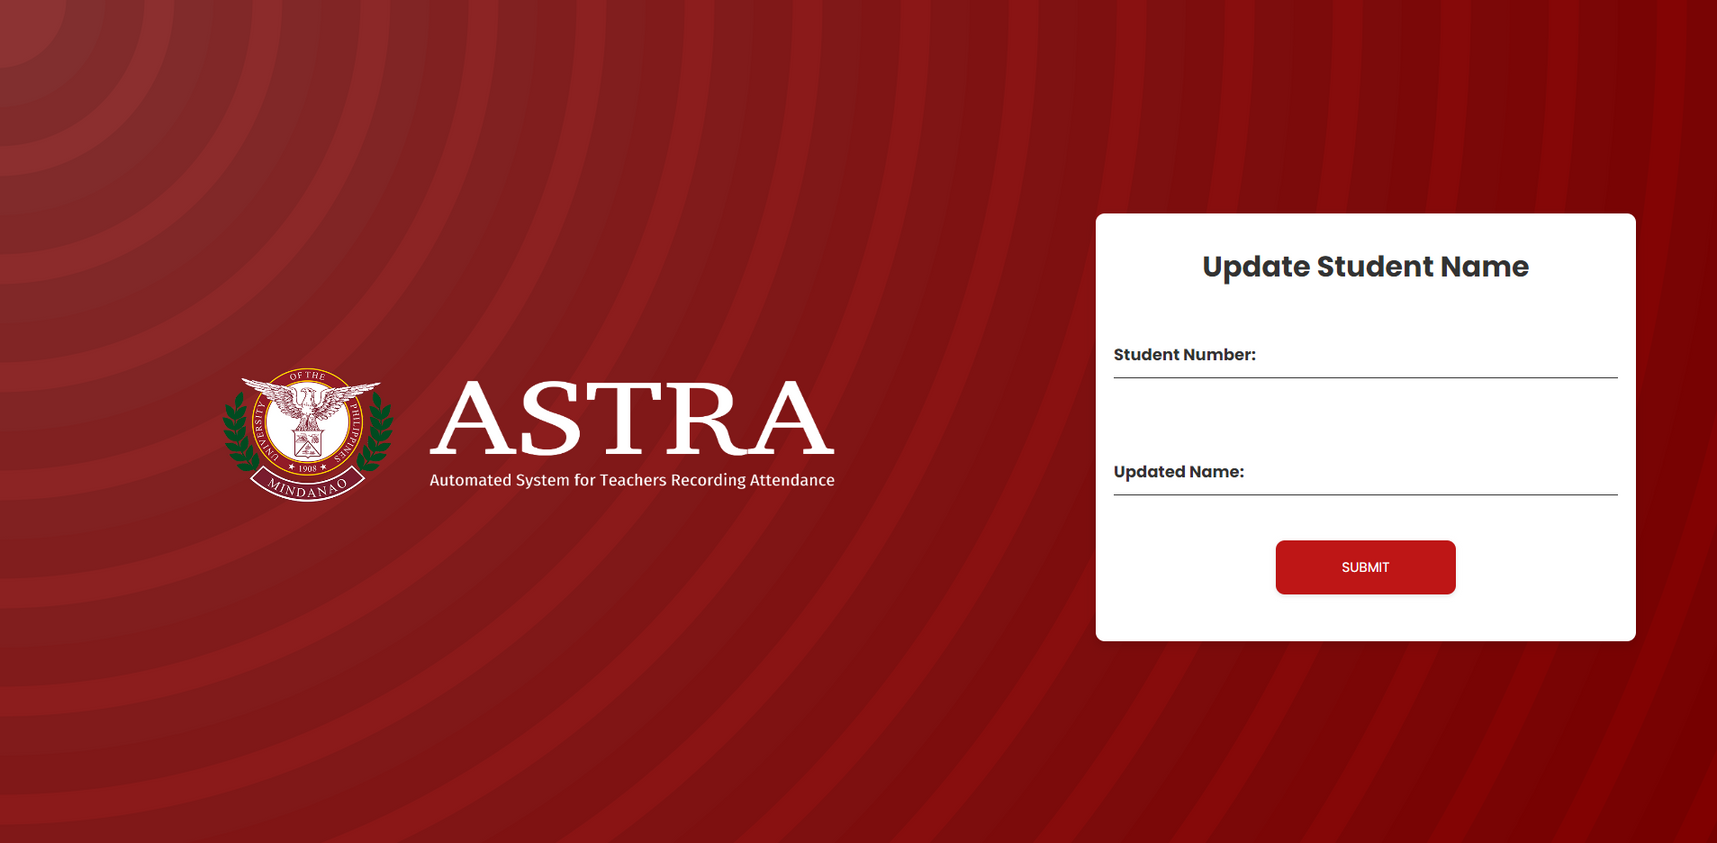 UNIVERSITY OF THE PHILIPPINES
★ 1908 ★
MINDANAO
ASTRA
Automated System for Teachers Recording Attendance
Update Student Name
Student Number:
Updated Name:
SUBMIT